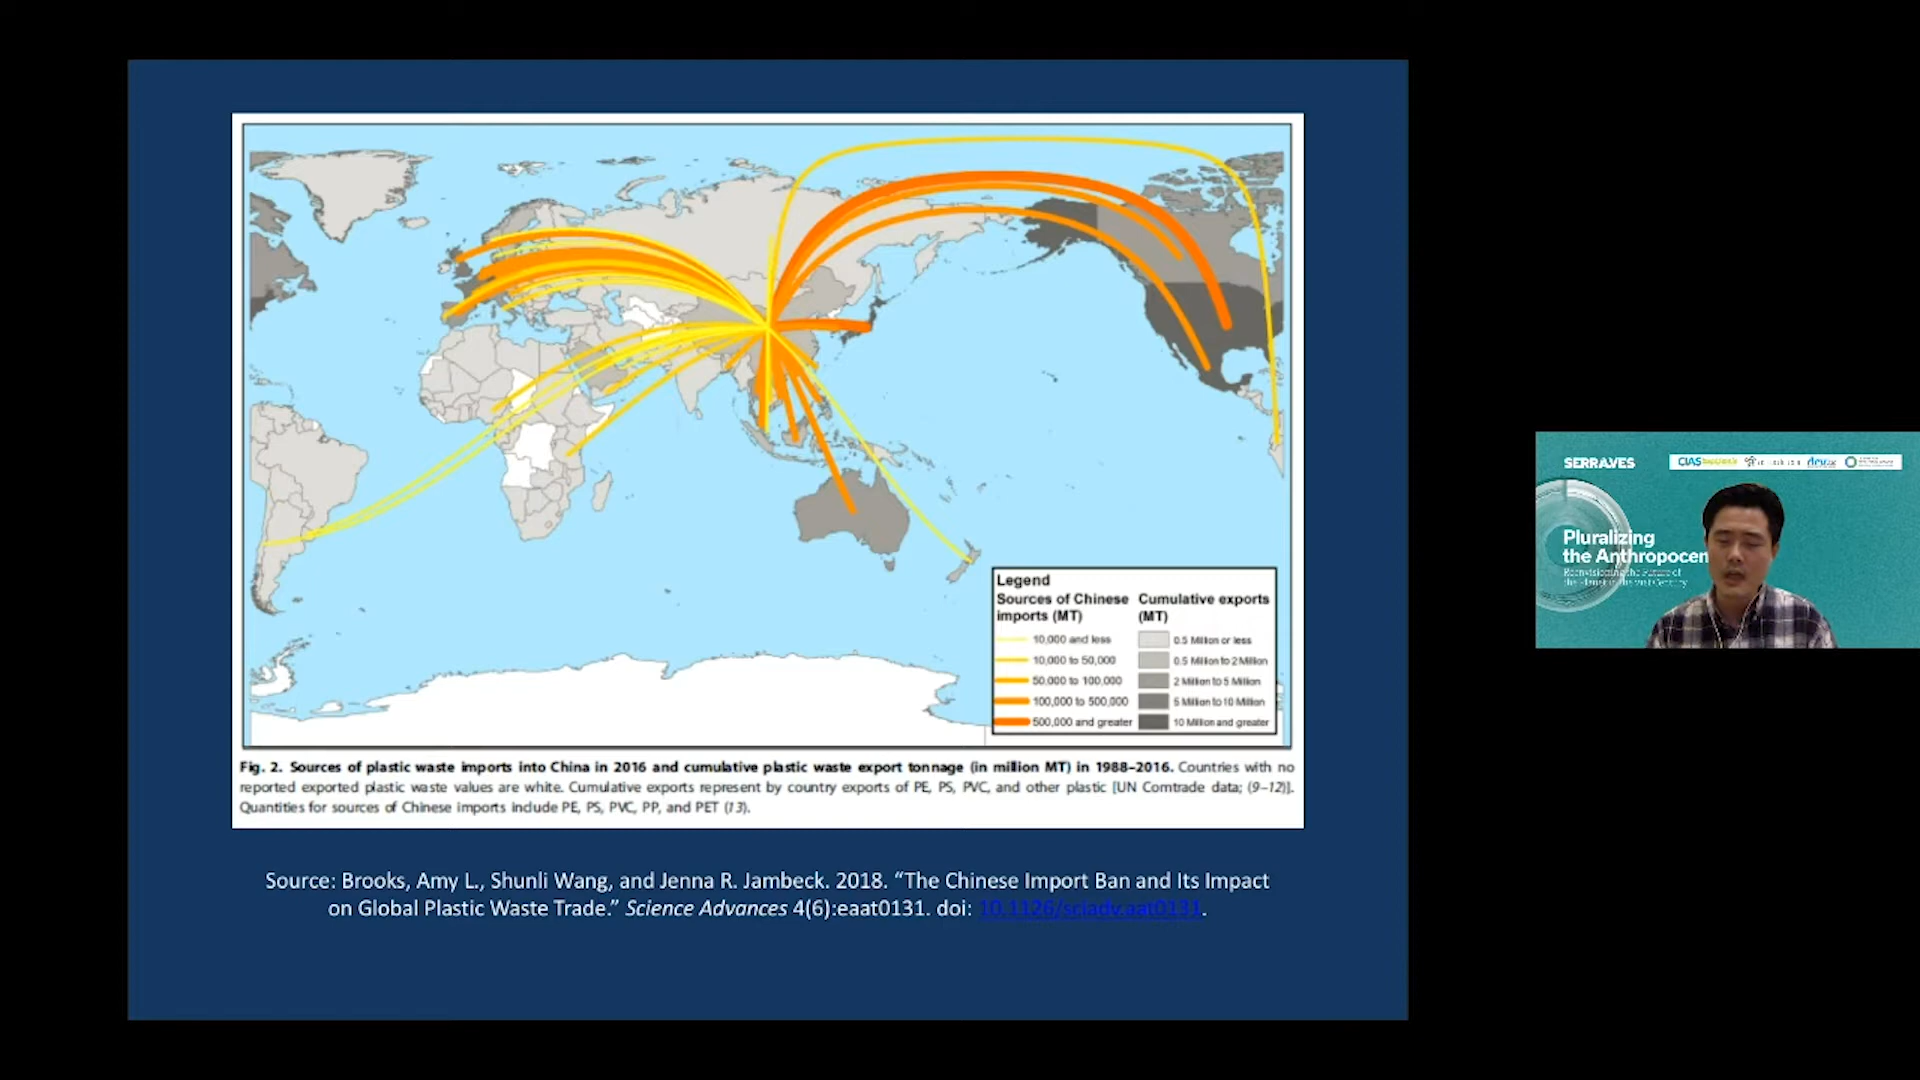 Legend
Sources of Chinese
imports (MT)
10,000 and less
10,000 to 50,000
50,000 to 100,000
100,000 to 500,000
500,000 and greater
Cumulative exports
(MT)
0.5 Million or less
0.5 Million to 2 Million
2 Million to 5 Million
5 Million to 10 Million
10 Million and greater
Fig. 2. Sources of plastic waste imports into China in 2016 and cumulative plastic waste export tonnage (in million MT) in 1988–2016. Countries with no
reported exported plastic waste values are white. Cumulative exports represent by country exports of PE, PS, PVC, and other plastic [UN Comtrade data; (9–12)].
Quantities for sources of Chinese imports include PE, PS, PVC, PP, and PET (13).
Source: Brooks, Amy L., Shunli Wang, and Jenna R. Jambeck. 2018. “The Chinese Import Ban and Its Impact
on Global Plastic Waste Trade.” Science Advances 4(6):eaat0131. doi: 10.1126/sciadv.aat0131.
SERRAVES
CIAS
Pluralizing
the Anthropocen